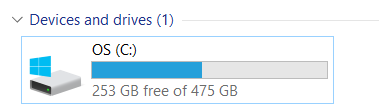 Devices and drives (1)
OS (C:)
253 GB free of 475 GB